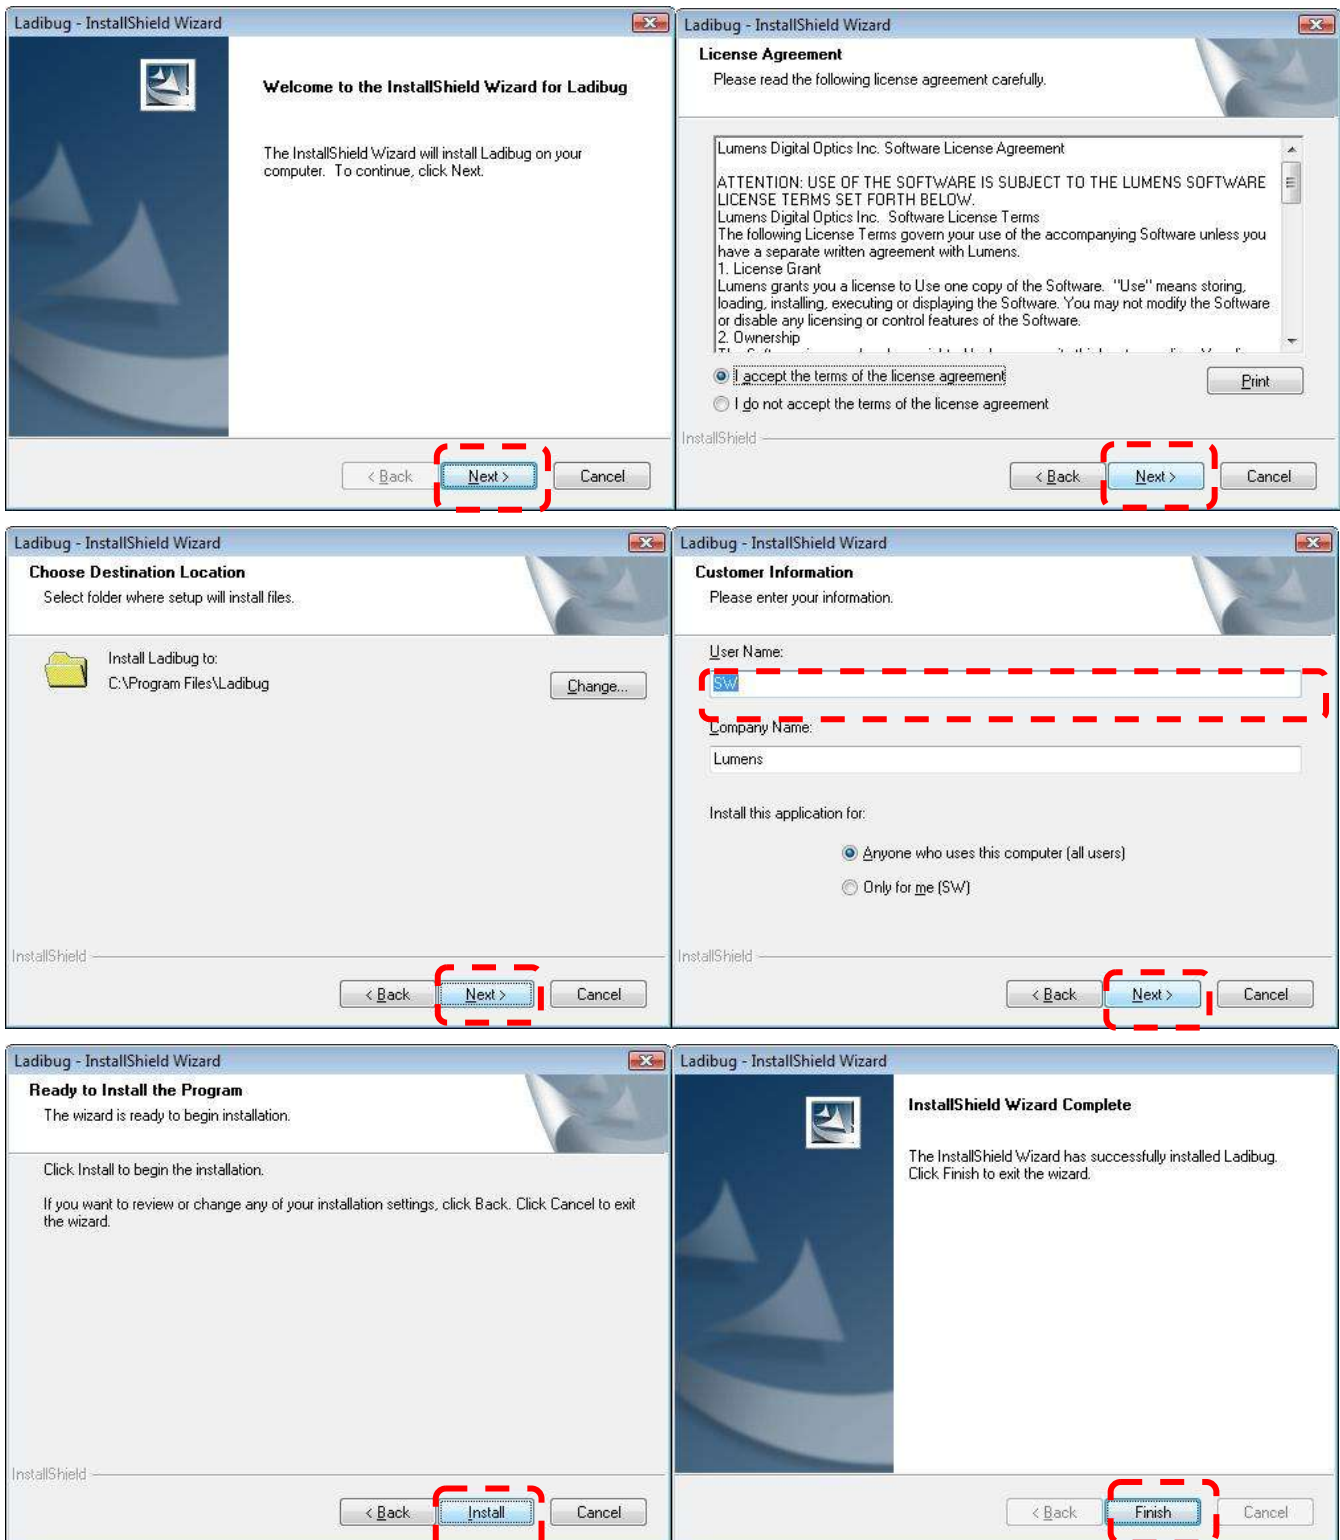 Ladibug - InstallShield Wizard
Welcome to the InstallShield Wizard for Ladibug
The InstallShield Wizard will install Ladibug on your
computer. To continue, click Next.
< Back
Next >
Cancel
Ladibug - InstallShield Wizard
License Agreement
Please read the following license agreement carefully.
Lumens Digital Optics Inc. Software License Agreement
ATTENTION: USE OF THE SOFTWARE IS SUBJECT TO THE LUMENS SOFTWARE
LICENSE TERMS SET FORTH BELOW.
Lumens Digital Optics Inc. Software License Terms
The following License Terms govern your use of the accompanying Software unless you
have a separate written agreement with Lumens.
1. License Grant
Lumens grants you a license to Use one copy of the Software. "Use" means storing,
loading, installing, executing or displaying the Software. You may not modify the Software
or disable any licensing or control features of the Software.
2. Ownership
I accept the terms of the license agreement
Print
I do not accept the terms of the license agreement
InstallShield
< Back
Next >
Cancel
Ladibug - InstallShield Wizard
Choose Destination Location
Select folder where setup will install files.
Install Ladibug to:
C:\Program Files\Ladibug
Change...
InstallShield
< Back
Next >
Cancel
Ladibug - InstallShield Wizard
Customer Information
Please enter your information.
User Name:
SW
Company Name:
Lumens
Install this application for:
Anyone who uses this computer (all users)
Only for me (SW)
InstallShield
< Back
Next >
Cancel
Ladibug - InstallShield Wizard
Ready to Install the Program
The wizard is ready to begin installation.
Click Install to begin the installation.
If you want to review or change any of your installation settings, click Back. Click Cancel to exit
the wizard.
InstallShield
< Back
Install
Cancel
Ladibug - InstallShield Wizard
InstallShield Wizard Complete
The InstallShield Wizard has successfully installed Ladibug.
Click Finish to exit the wizard.
< Back
Finish
Cancel